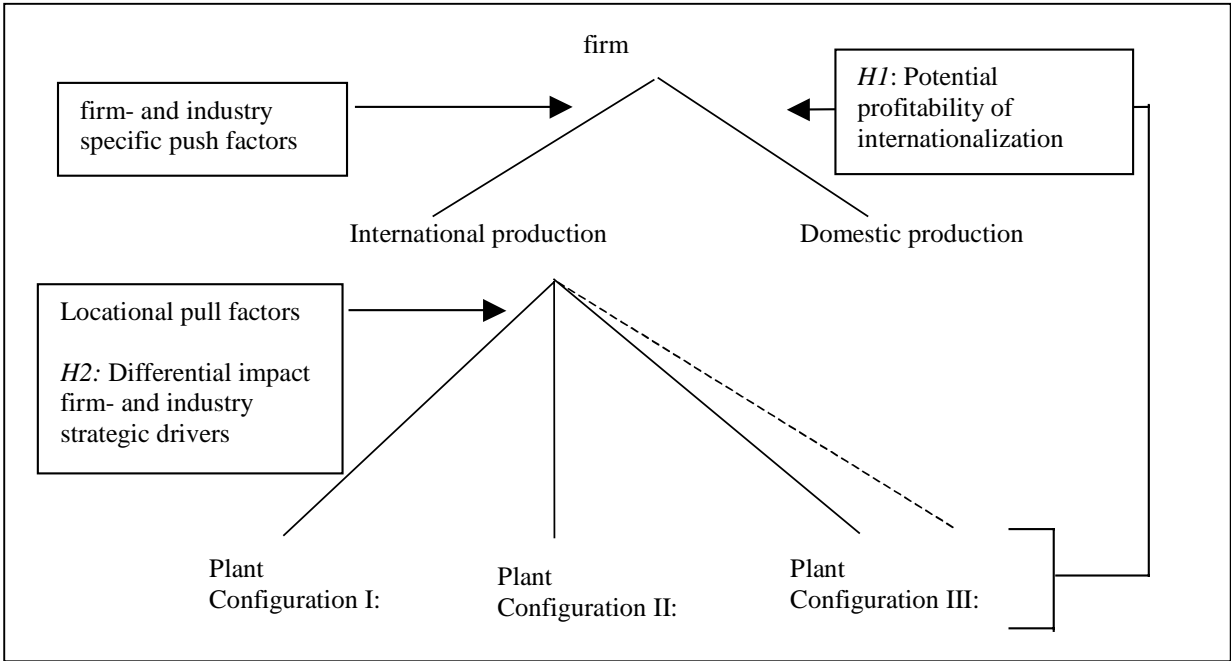 firm
firm- and industry
specific push factors
H1: Potential
profitability of
internationalization
International production
Domestic production
Locational pull factors
H2: Differential impact
firm- and industry
strategic drivers
Plant
Configuration I:
Plant
Configuration II:
Plant
Configuration III: